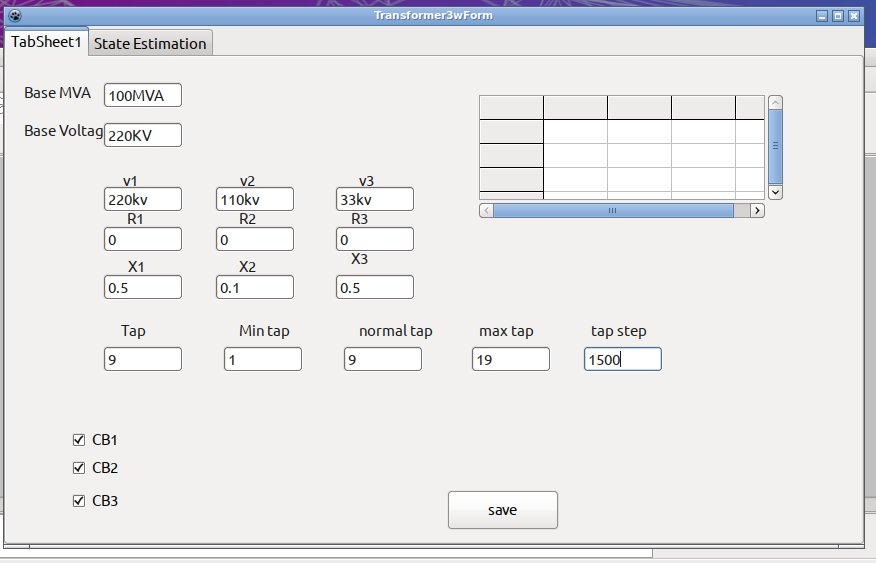 Transformer3wForm
TabSheet1 State Estimation
Base MVA 100MVA
Base Voltag 220KV
v1 v2 v3
220kv 110kv 33kv
R1 R2 R3
0 0 0
X1 X2 X3
0.5 0.1 0.5
Tap Min tap normal tap max tap tap step
9 1 9 19 1500
CB1
CB2
CB3
save